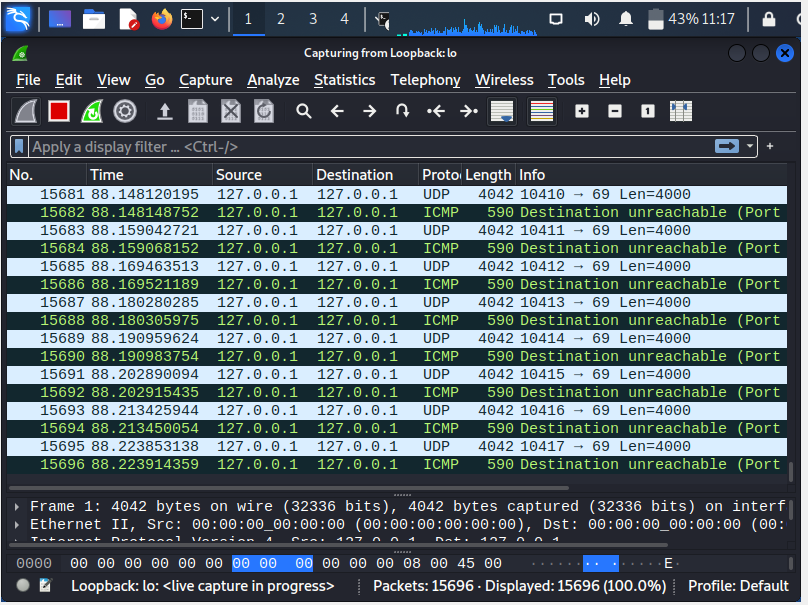 1 2 3 4 43% 11:17
Capturing from Loopback: lo
File Edit View Go Capture Analyze Statistics Telephony Wireless Tools Help
Apply a display filter ... <Ctrl-/>
No. Time Source Destination Proto Length Info
15681 88.148120195 127.0.0.1 127.0.0.1 UDP 4042 10410 → 69 Len=4000
15682 88.148148752 127.0.0.1 127.0.0.1 ICMP 590 Destination unreachable (Port
15683 88.159042721 127.0.0.1 127.0.0.1 UDP 4042 10411 → 69 Len=4000
15684 88.159068152 127.0.0.1 127.0.0.1 ICMP 590 Destination unreachable (Port
15685 88.169463513 127.0.0.1 127.0.0.1 UDP 4042 10412 → 69 Len=4000
15686 88.169521189 127.0.0.1 127.0.0.1 ICMP 590 Destination unreachable (Port
15687 88.180280285 127.0.0.1 127.0.0.1 UDP 4042 10413 → 69 Len=4000
15688 88.180305975 127.0.0.1 127.0.0.1 ICMP 590 Destination unreachable (Port
15689 88.190959624 127.0.0.1 127.0.0.1 UDP 4042 10414 → 69 Len=4000
15690 88.190983754 127.0.0.1 127.0.0.1 ICMP 590 Destination unreachable (Port
15691 88.202890094 127.0.0.1 127.0.0.1 UDP 4042 10415 → 69 Len=4000
15692 88.202915435 127.0.0.1 127.0.0.1 ICMP 590 Destination unreachable (Port
15693 88.213425944 127.0.0.1 127.0.0.1 UDP 4042 10416 → 69 Len=4000
15694 88.213450054 127.0.0.1 127.0.0.1 ICMP 590 Destination unreachable (Port
15695 88.223853138 127.0.0.1 127.0.0.1 UDP 4042 10417 → 69 Len=4000
15696 88.223914359 127.0.0.1 127.0.0.1 ICMP 590 Destination unreachable (Port
Frame 1: 4042 bytes on wire (32336 bits), 4042 bytes captured (32336 bits) on interf
Ethernet II, Src: 00:00:00_00:00:00 (00:00:00:00:00:00), Dst: 00:00:00_00:00:00 (00:
Internet Protocol Version 4, Src: 127.0.0.1, Dst: 127.0.0.1
0000 00 00 00 00 00 00 00 00 00 00 00 00 08 00 45 00 ········ ······E·
Loopback: lo: <live capture in progress> Packets: 15696 · Displayed: 15696 (100.0%) Profile: Default